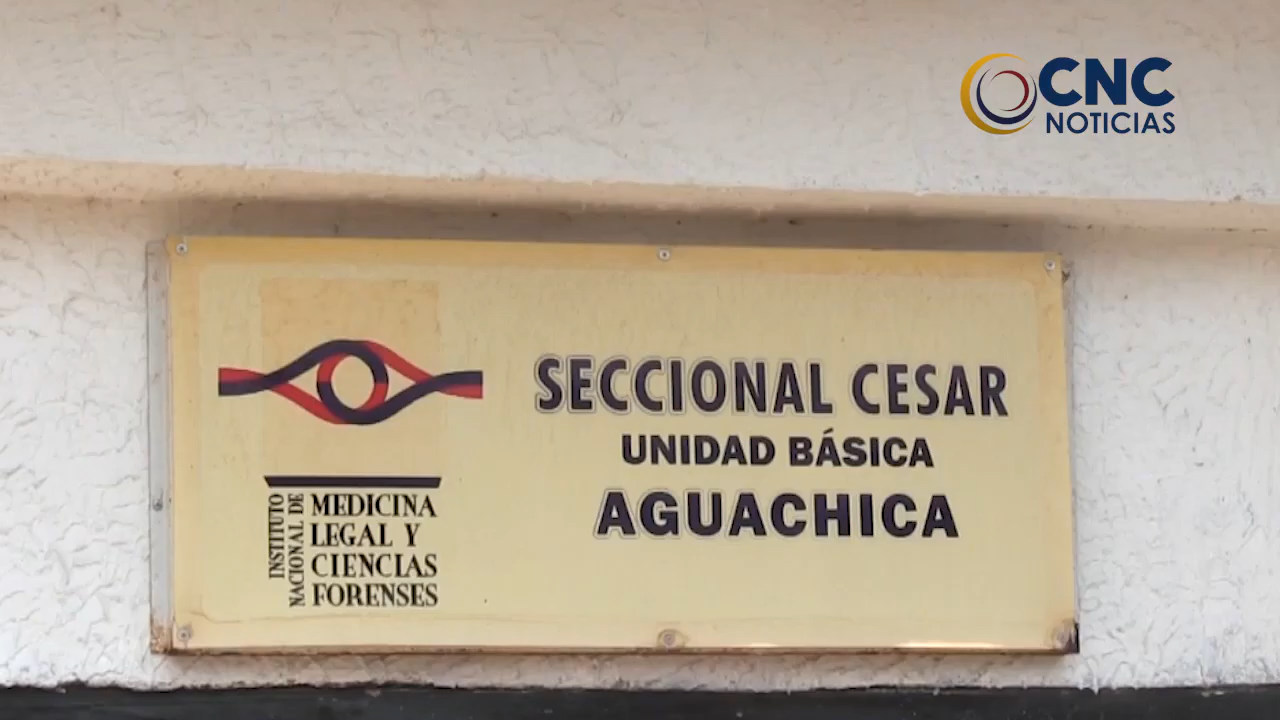 CNC
NOTICIAS
SECCIONAL CESAR
UNIDAD BÁSICA
AGUACHICA
INSTITUTO
NACIONAL DE
MEDICINA
LEGAL Y
CIENCIAS
FORENSES